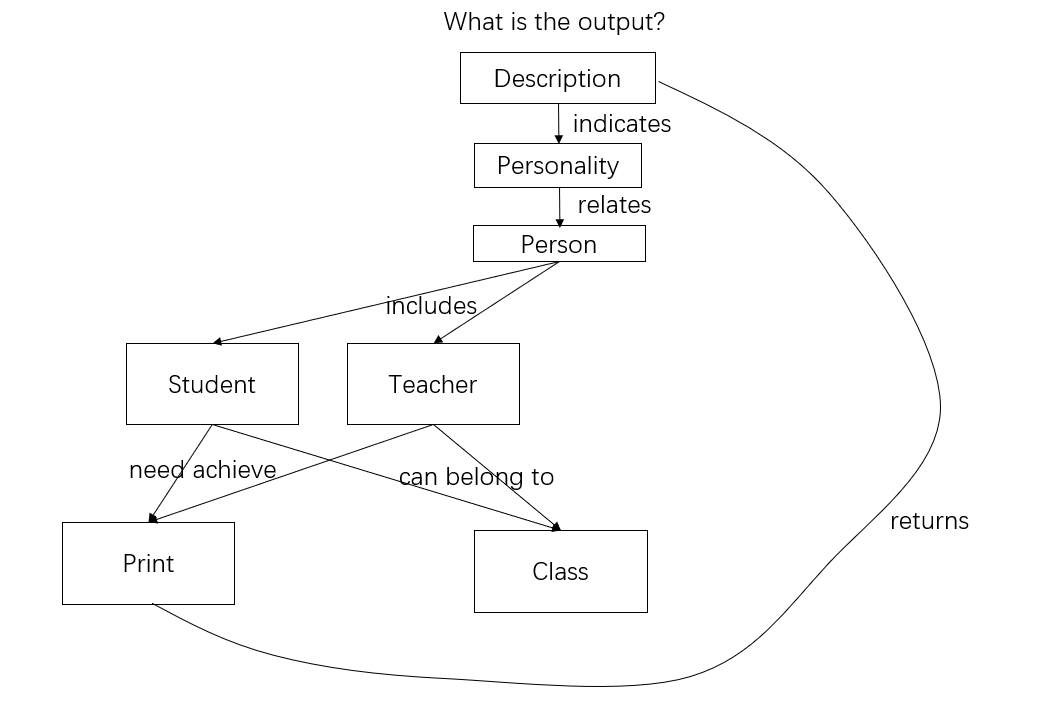 What is the output?
Description
indicates
Personality
relates
Person
includes
Student
Teacher
need achieve
can belong to
returns
Print
Class